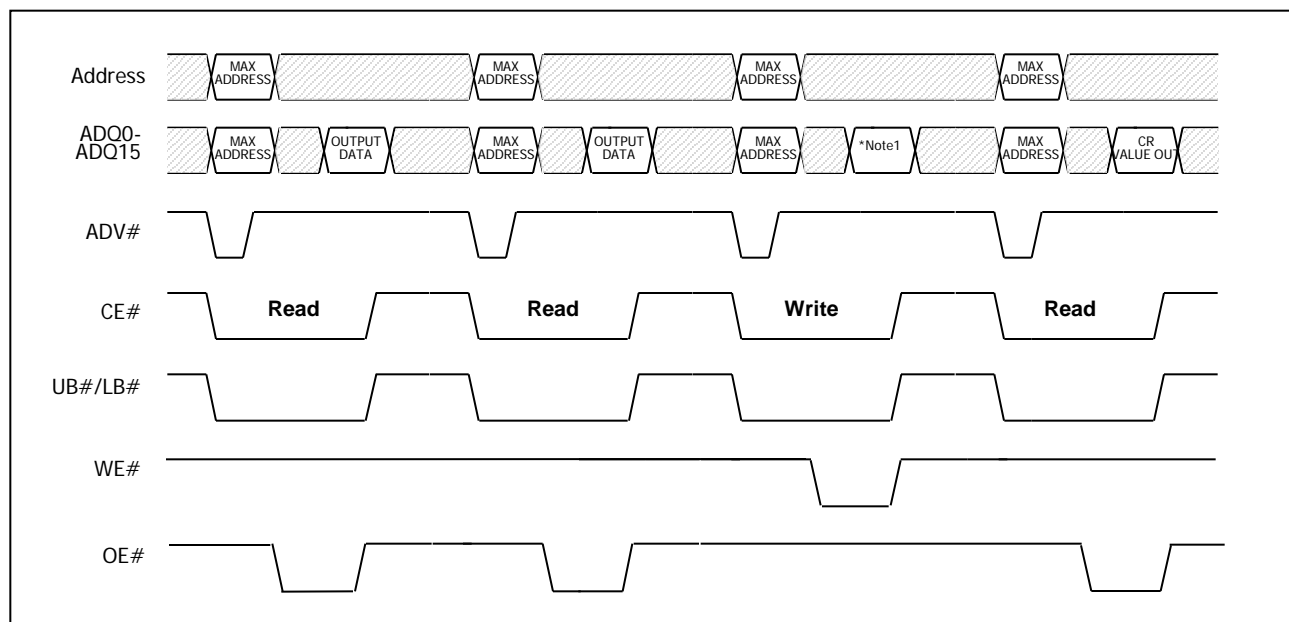 Address
MAX
ADDRESS
MAX
ADDRESS
MAX
ADDRESS
MAX
ADDRESS
ADQ0-
ADQ15
MAX
ADDRESS
OUTPUT
DATA
MAX
ADDRESS
OUTPUT
DATA
MAX
ADDRESS
*Note1
MAX
ADDRESS
CR
VALUE OUT
ADV#
CE#
Read
Read
Write
Read
UB#/LB#
WE#
OE#